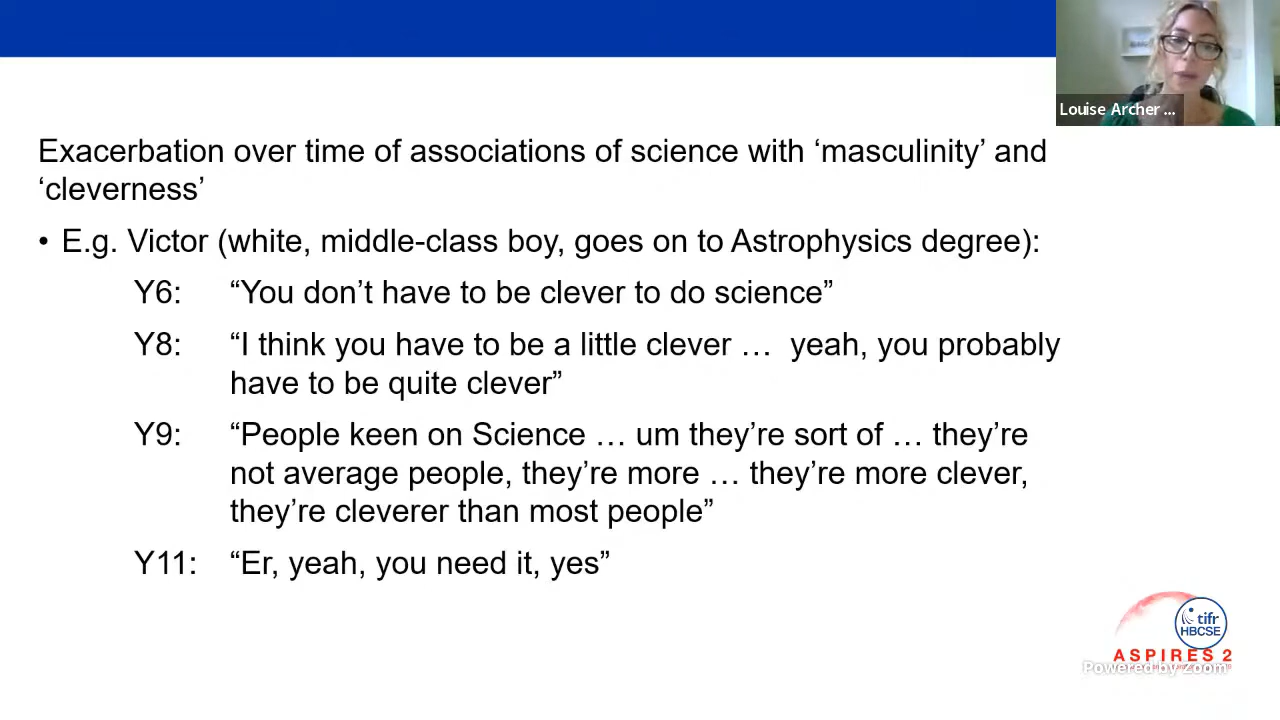 Louise Archer ...
Exacerbation over time of associations of science with ‘masculinity’ and
‘cleverness’
• E.g. Victor (white, middle-class boy, goes on to Astrophysics degree):
Y6: “You don’t have to be clever to do science”
Y8: “I think you have to be a little clever … yeah, you probably
have to be quite clever”
Y9: “People keen on Science … um they’re sort of … they’re
not average people, they’re more … they’re more clever,
they’re cleverer than most people”
Y11: “Er, yeah, you need it, yes”
tifr
HBCSE
ASPIRES 2
Powered by Zoom